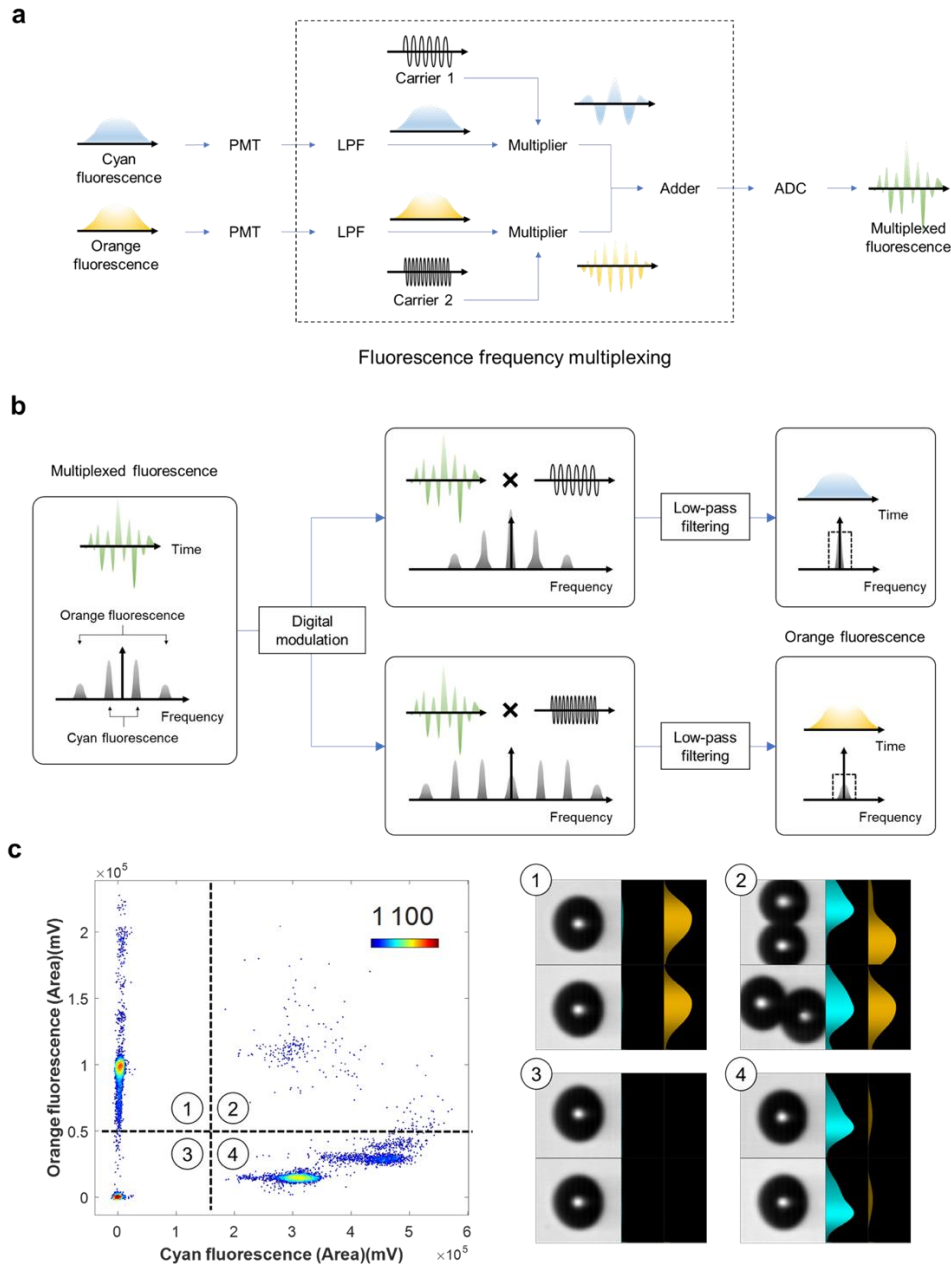 a
Carrier 1
Cyan
fluorescence
PMT
LPF
Multiplier
Adder
ADC
Multiplexed
fluorescence
Orange
fluorescence
PMT
LPF
Multiplier
Carrier 2
Fluorescence frequency multiplexing
b
Multiplexed fluorescence
Time
Orange fluorescence
Frequency
Cyan fluorescence
Digital
modulation
Frequency
Low-pass
filtering
Time
Frequency
Orange fluorescence
Frequency
Low-pass
filtering
Time
Frequency
c
×10⁵
Orange fluorescence (Area)(mV)
2
1.5
1
0.5
0
1 100
1
2
3
4
0
1
2
3
4
5
6
×10⁵
Cyan fluorescence (Area)(mV)
1
2
3
4